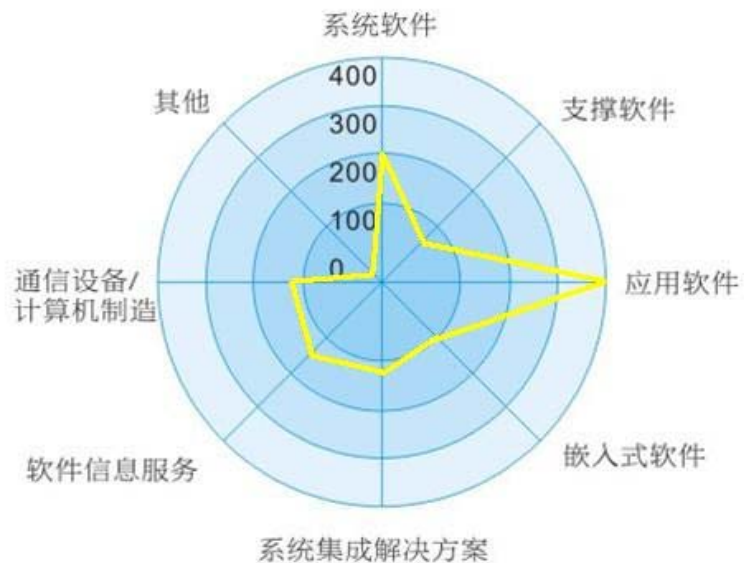 系统软件
400
其他
支撑软件
300
200
100
0
通信设备/
计算机制造
应用软件
软件信息服务
嵌入式软件
系统集成解决方案